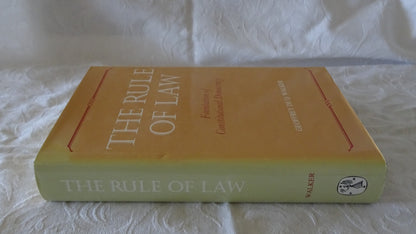 THE RULE
OF LAW
Foundation of
Constitutional Democracy
GEOFFREY DE Q. WALKER
THE RULE OF LAW
WALKER